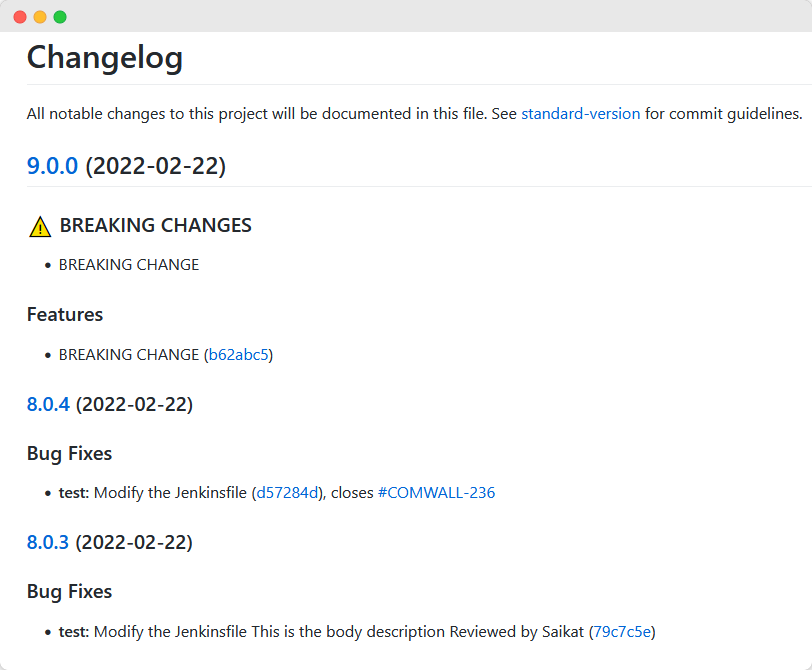 Changelog
All notable changes to this project will be documented in this file. See standard-version for commit guidelines.
9.0.0 (2022-02-22)
⚠ BREAKING CHANGES
• BREAKING CHANGE
Features
• BREAKING CHANGE (b62abc5)
8.0.4 (2022-02-22)
Bug Fixes
• test: Modify the Jenkinsfile (d57284d), closes #COMWALL-236
8.0.3 (2022-02-22)
Bug Fixes
• test: Modify the Jenkinsfile This is the body description Reviewed by Saikat (79c7c5e)